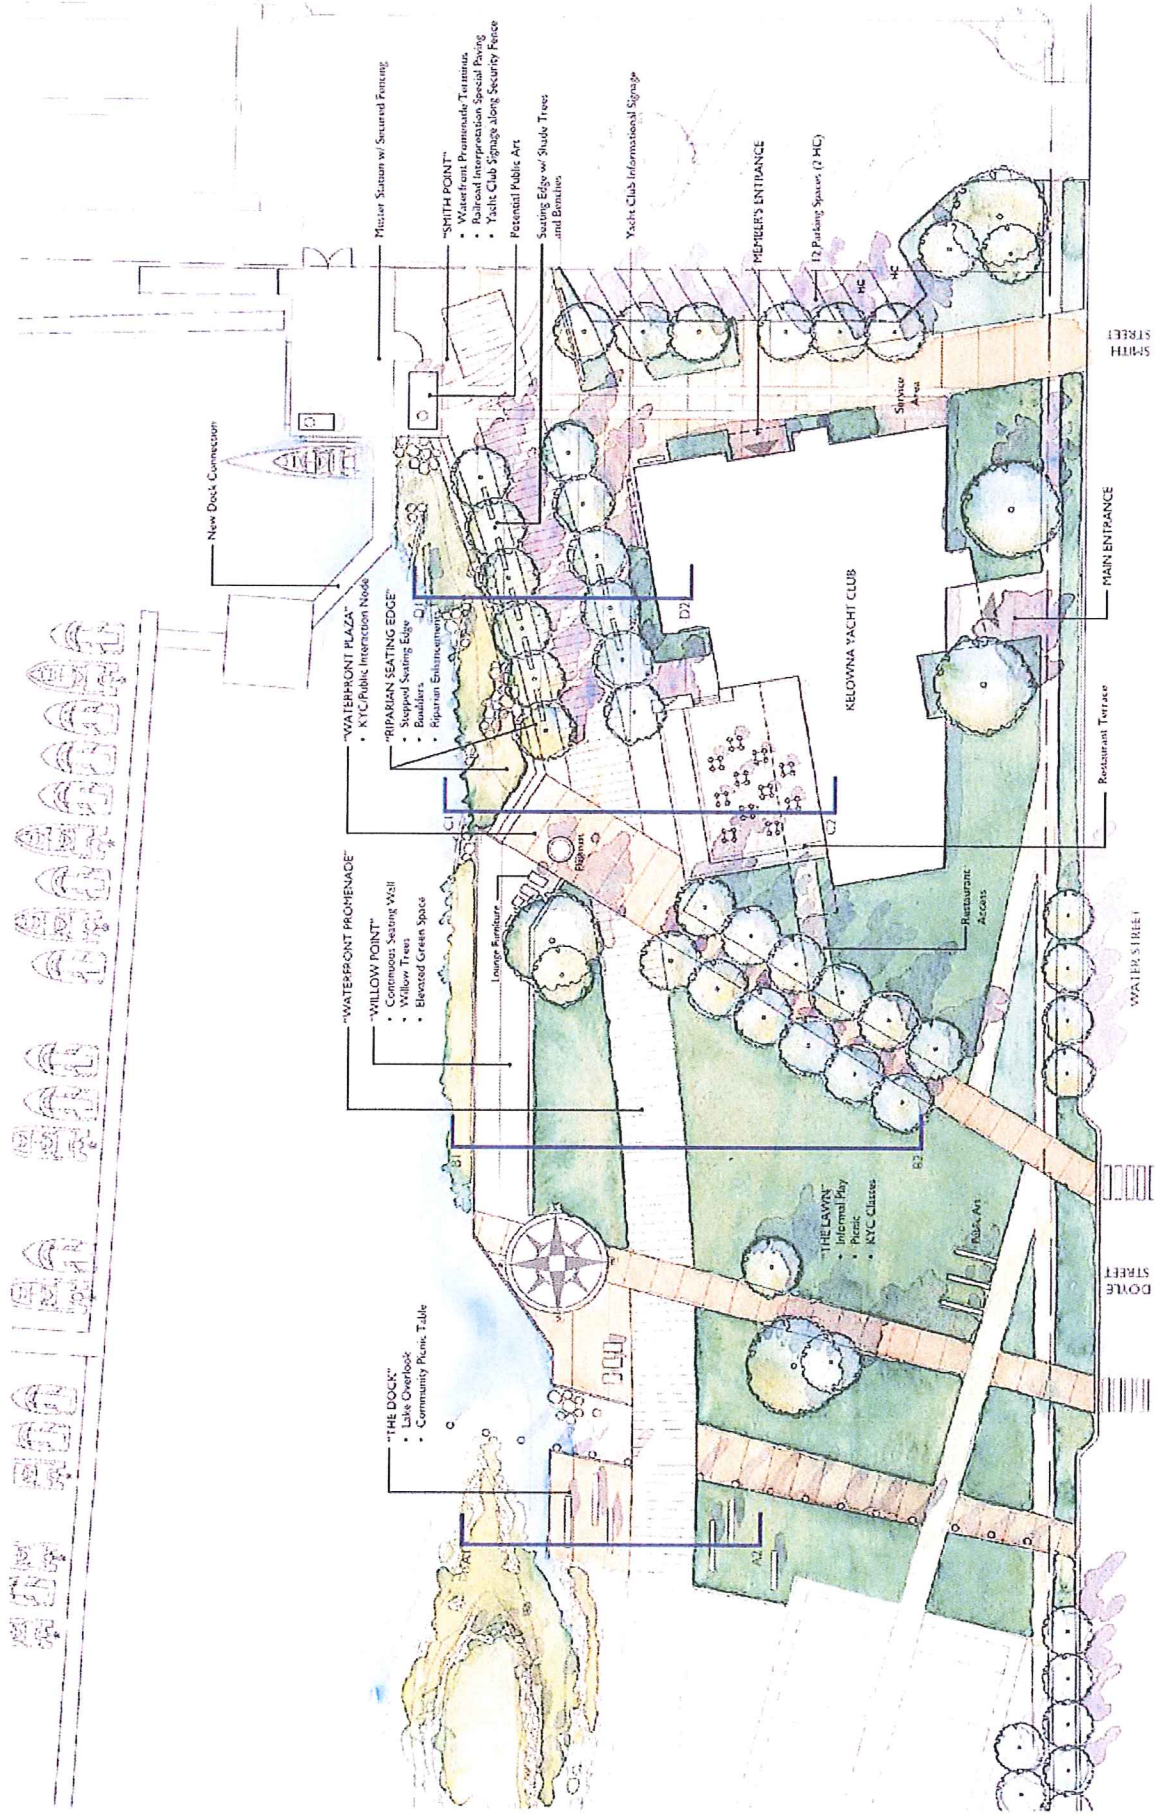 "THE DOCK"
• Lake Overlook
• Community Picnic Table
"WATERFRONT PROMENADE"
"WILLOW POINT"
• Continuous Seating Wall
• Willow Trees
• Elevated Green Space
Lounge Furniture
"WATERFRONT PLAZA"
• KYC/Public Interaction Node
"RIPARIAN SEATING EDGE"
• Stepped Seating Edge
• Boulders
• Riparian Enhancements
New Dock Connection
Muster Station w/ Secured Fencing
"SMITH POINT"
• Waterfront Promenade Terminus
• Railroad Interpretation Special Paving
• Yacht Club Signage along Security Fence
Potential Public Art
Seating Edge w/ Shade Trees
and Benches
Yacht Club Informational Signage
MEMBER'S ENTRANCE
12 Parking Spaces (2 HC)
HC
HC
Service
Area
A1
A2
B1
B2
C1
C2
D1
D2
"THE LAWN"
• Informal Play
• Picnic
• KYC Classes
Public Art
Restaurant
Access
KELOWNA YACHT CLUB
Restaurant Terrace
MAIN ENTRANCE
DOYLE
STREET
WATER STREET
SMITH
STREET